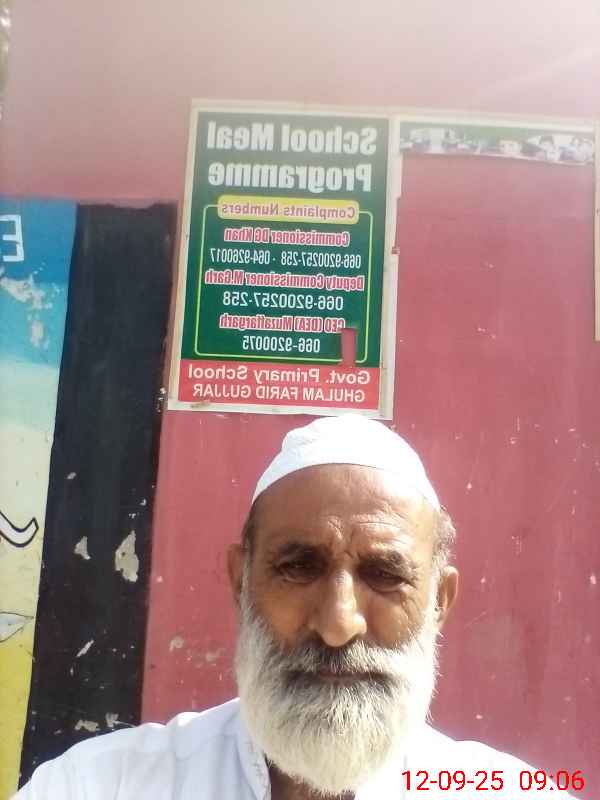 School Meal
Programme
Complaints Numbers
Commissioner DG Khan
066-9200257-258 - 064-9260017
Deputy Commissioner M.Garh
066-9200257-258
CEO (DEA) Muzaffargarh
066-9200075
Govt. Primary School
GHULAM FARID GUJJAR
E
12-09-25 09:06